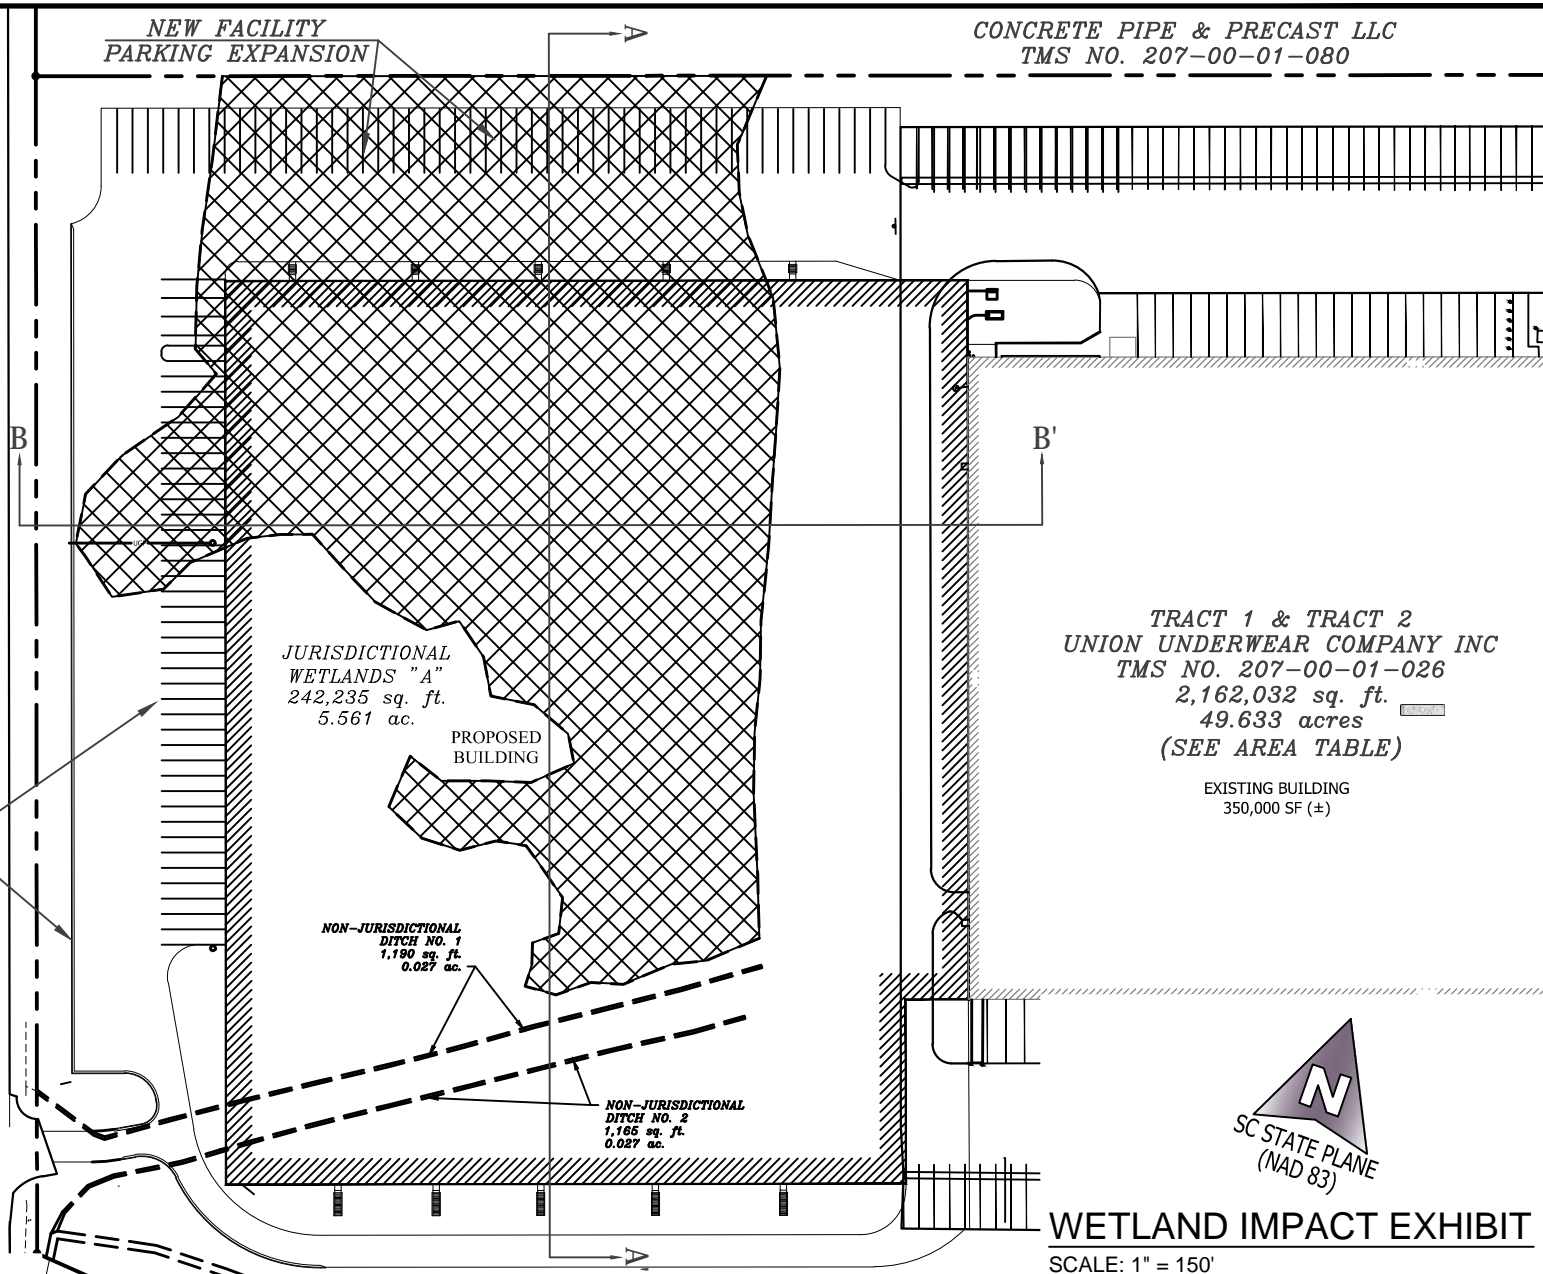 NEW FACILITY
PARKING EXPANSION
A
CONCRETE PIPE & PRECAST LLC
TMS NO. 207-00-01-080
B
B'
JURISDICTIONAL
WETLANDS "A"
242,235 sq. ft.
5.561 ac.
PROPOSED
BUILDING
TRACT 1 & TRACT 2
UNION UNDERWEAR COMPANY INC
TMS NO. 207-00-01-026
2,162,032 sq. ft.
49.633 acres
(SEE AREA TABLE)
EXISTING BUILDING
350,000 SF (±)
NON-JURISDICTIONAL
DITCH NO. 1
1,190 sq. ft.
0.027 ac.
NON-JURISDICTIONAL
DITCH NO. 2
1,165 sq. ft.
0.027 ac.
N
SC STATE PLANE
(NAD 83)
A'
WETLAND IMPACT EXHIBIT
SCALE: 1" = 150'